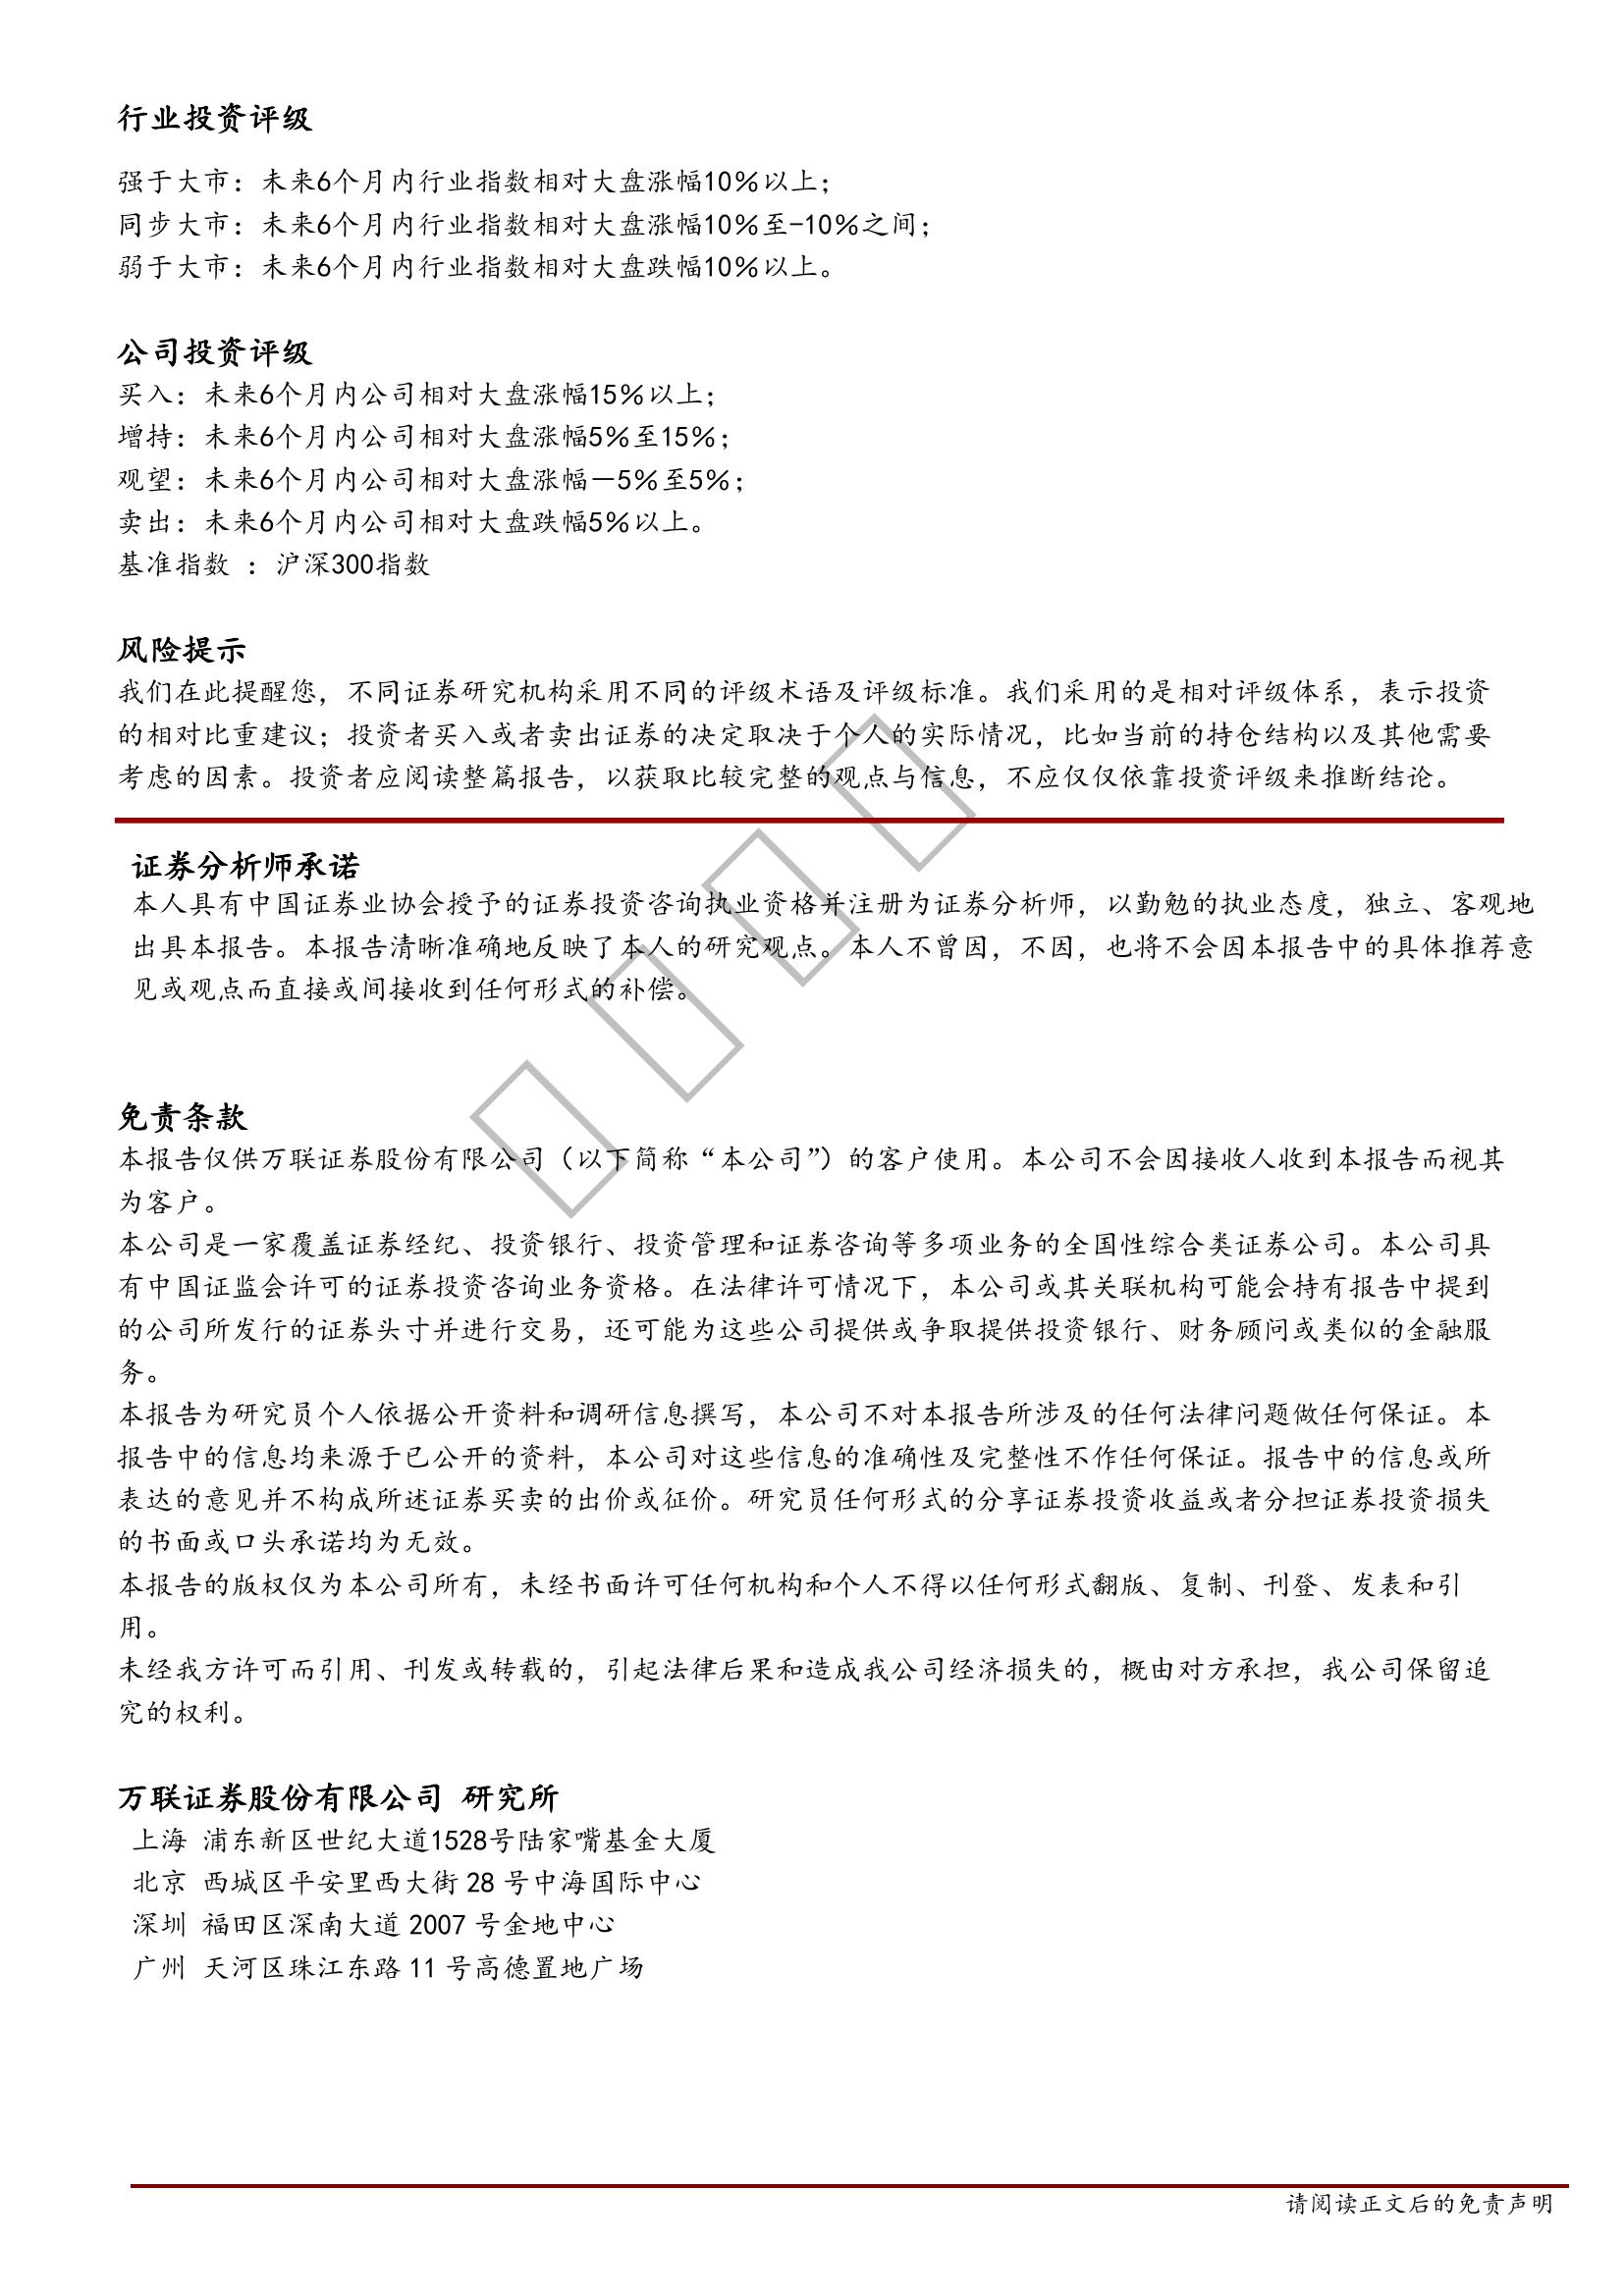 行业投资评级
强于大市：未来6个月内行业指数相对大盘涨幅10％以上；
同步大市：未来6个月内行业指数相对大盘涨幅10％至-10％之间；
弱于大市：未来6个月内行业指数相对大盘跌幅10％以上。
公司投资评级
买入：未来6个月内公司相对大盘涨幅15％以上；
增持：未来6个月内公司相对大盘涨幅5％至15％；
观望：未来6个月内公司相对大盘涨幅－5％至5％；
卖出：未来6个月内公司相对大盘跌幅5％以上。
基准指数 ：沪深300指数
风险提示
我们在此提醒您，不同证券研究机构采用不同的评级术语及评级标准。我们采用的是相对评级体系，表示投资
的相对比重建议；投资者买入或者卖出证券的决定取决于个人的实际情况，比如当前的持仓结构以及其他需要
考虑的因素。投资者应阅读整篇报告，以获取比较完整的观点与信息，不应仅仅依靠投资评级来推断结论。
证券分析师承诺
本人具有中国证券业协会授予的证券投资咨询执业资格并注册为证券分析师，以勤勉的执业态度，独立、客观地
出具本报告。本报告清晰准确地反映了本人的研究观点。本人不曾因，不因，也将不会因本报告中的具体推荐意
见或观点而直接或间接收到任何形式的补偿。
免责条款
本报告仅供万联证券股份有限公司（以下简称“本公司”）的客户使用。本公司不会因接收人收到本报告而视其
为客户。
本公司是一家覆盖证券经纪、投资银行、投资管理和证券咨询等多项业务的全国性综合类证券公司。本公司具
有中国证监会许可的证券投资咨询业务资格。在法律许可情况下，本公司或其关联机构可能会持有报告中提到
的公司所发行的证券头寸并进行交易，还可能为这些公司提供或争取提供投资银行、财务顾问或类似的金融服
务。
本报告为研究员个人依据公开资料和调研信息撰写，本公司不对本报告所涉及的任何法律问题做任何保证。本
报告中的信息均来源于已公开的资料，本公司对这些信息的准确性及完整性不作任何保证。报告中的信息或所
表达的意见并不构成所述证券买卖的出价或征价。研究员任何形式的分享证券投资收益或者分担证券投资损失
的书面或口头承诺均为无效。
本报告的版权仅为本公司所有，未经书面许可任何机构和个人不得以任何形式翻版、复制、刊登、发表和引
用。
未经我方许可而引用、刊发或转载的，引起法律后果和造成我公司经济损失的，概由对方承担，我公司保留追
究的权利。
万联证券股份有限公司 研究所
上海 浦东新区世纪大道1528号陆家嘴基金大厦
北京 西城区平安里西大街 28 号中海国际中心
深圳 福田区深南大道 2007 号金地中心
广州 天河区珠江东路 11 号高德置地广场
请阅读正文后的免责声明